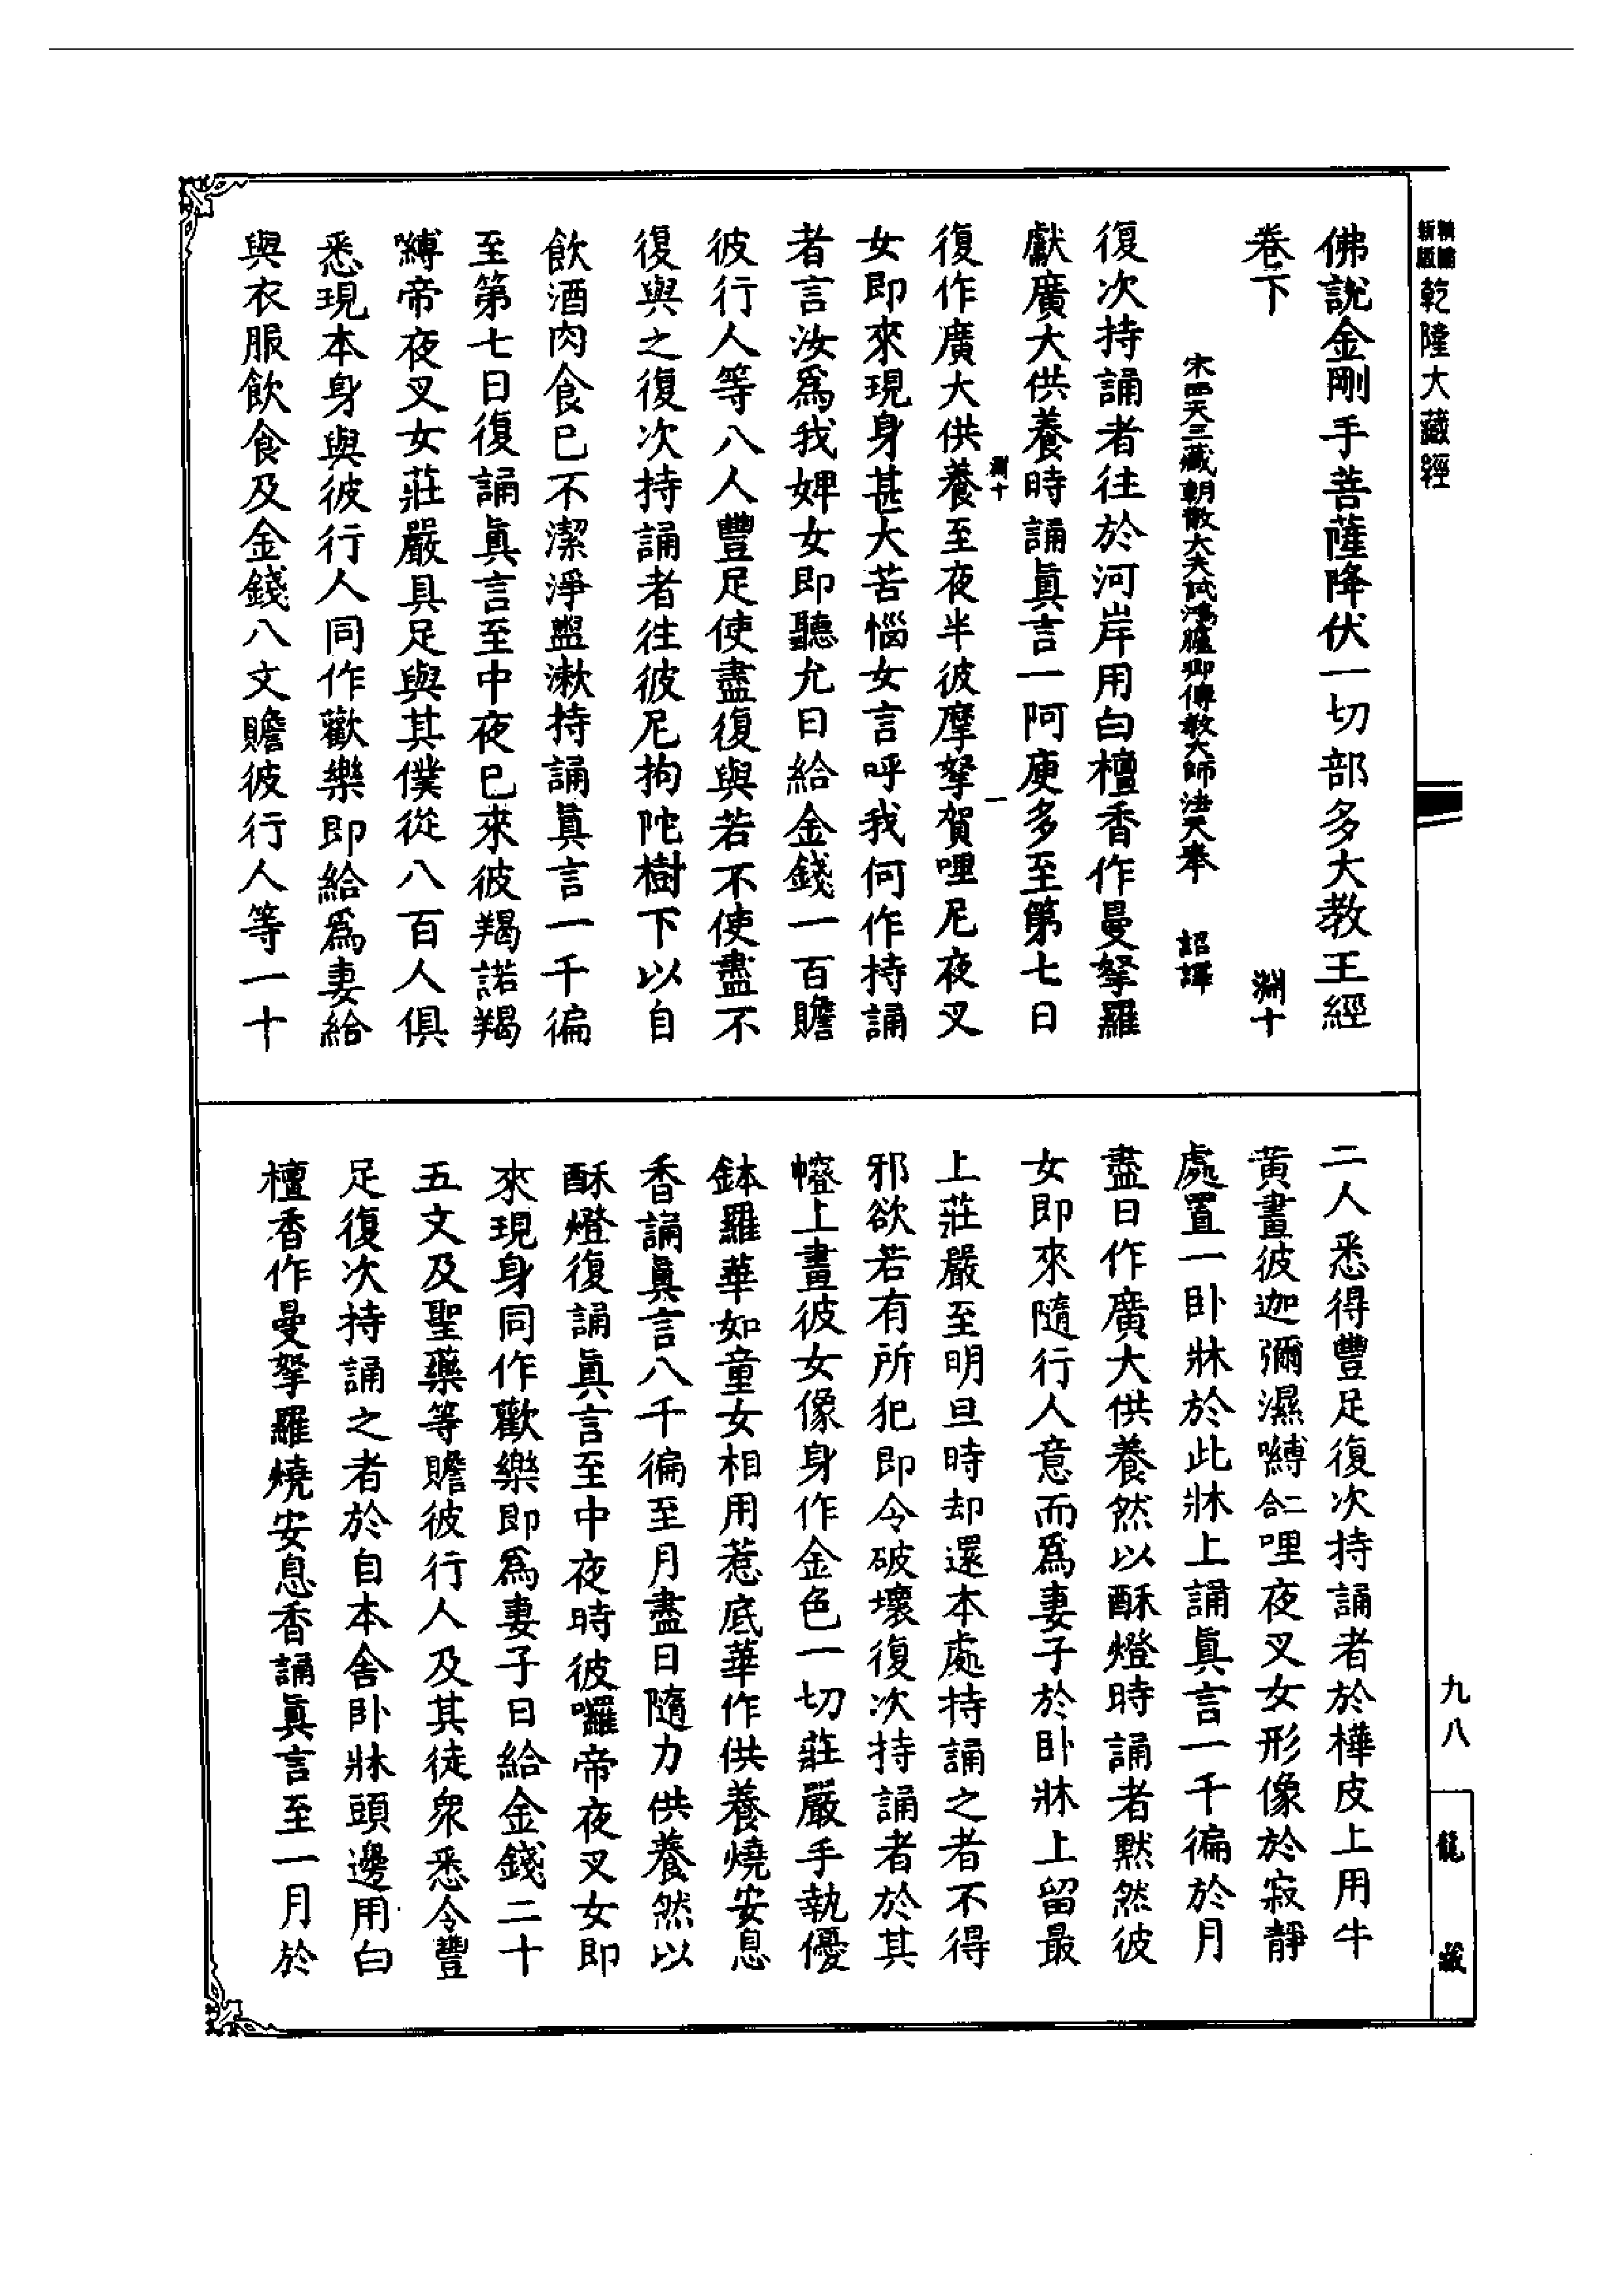 新版
乾隆大藏經
佛說金剛手菩薩降伏一切部多大教王經
卷下
淵十
宋西天三藏朝散大夫試鴻臚卿傳教大師法天奉 詔譯
復次持誦者往於河岸用白檀香作曼拏羅
獻廣大供養時誦眞言一阿庾多至第七日
淵十 一
復作廣大供養至夜半彼摩拏賀哩尼夜叉
女即來現身甚大苦惱女言呼我何作持誦
者言汝爲我婢女即聽允日給金錢一百贍
彼行人等八人豐足使盡復與若不使盡不
復與之復次持誦者往彼尼拘陀樹下以自
飲酒肉食已不潔淨盥漱持誦眞言一千徧
至第七日復誦眞言至中夜已來彼羯諾羯
嚩帝夜叉女莊嚴具足與其僕從八百人俱
悉現本身與彼行人同作歡樂即給爲妻給
與衣服飲食及金錢八文贍彼行人等一十
二人悉得豐足復次持誦者於樺皮上用牛
黄畫彼迦彌濕嚩二合哩夜叉女形像於寂靜
處置一卧牀於此牀上誦眞言一千徧於月
盡日作廣大供養然以酥燈時誦者黙然彼
女即來隨行人意而爲妻子於卧牀上留最
上莊嚴至明旦時却還本處持誦之者不得
邪欲若有所犯即令破壞復次持誦者於其
㡧上畫彼女像身作金色一切莊嚴手執優
鉢羅華如童女相用惹底華作供養燒安息
香誦眞言八千徧至月盡日隨力供養然以
酥燈復誦眞言至中夜時彼囉帝夜叉女即
來現身同作歡樂即爲妻子日給金錢二十
五文及聖藥等贍彼行人及其徒衆悉令豐
足復次持誦之者於自本舍卧牀頭邊用白
檀香作曼拏羅燒安息香誦眞言至一月於
九八
龍藏